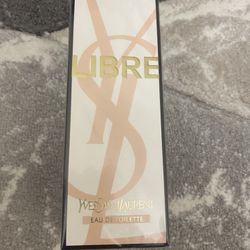 LIBRE
YVES SAINT LAURENT
EAU DE TOILETTE